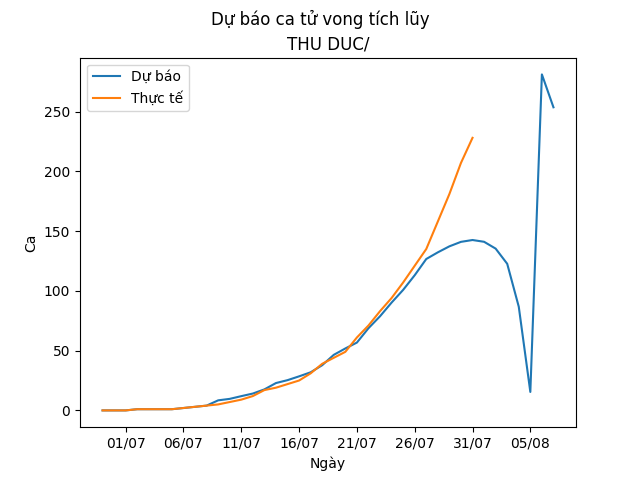 Dự báo ca tử vong tích lũy
THU DUC/
Dự báo
Thực tế
250
200
150
100
50
0
Ca
01/07 06/07 11/07 16/07 21/07 26/07 31/07 05/08
Ngày